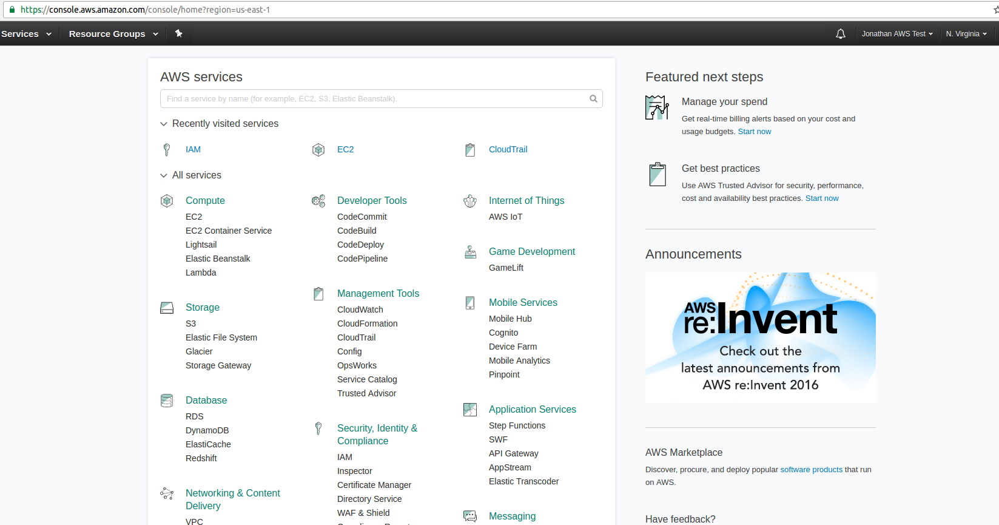 https://console.aws.amazon.com/console/home?region=us-east-1
Services
Resource Groups
Jonathan AWS Test
N. Virginia
AWS services
Find a service by name (for example, EC2, S3, Elastic Beanstalk).
Recently visited services
IAM
EC2
CloudTrail
All services
Compute
EC2
EC2 Container Service
Lightsail
Elastic Beanstalk
Lambda
Storage
S3
Elastic File System
Glacier
Storage Gateway
Database
RDS
DynamoDB
ElastiCache
Redshift
Networking & Content
Delivery
VPC
Developer Tools
CodeCommit
CodeBuild
CodeDeploy
CodePipeline
Management Tools
CloudWatch
CloudFormation
CloudTrail
Config
OpsWorks
Service Catalog
Trusted Advisor
Security, Identity &
Compliance
IAM
Inspector
Certificate Manager
Directory Service
WAF & Shield
Internet of Things
AWS IoT
Game Development
GameLift
Mobile Services
Mobile Hub
Cognito
Device Farm
Mobile Analytics
Pinpoint
Application Services
Step Functions
SWF
API Gateway
AppStream
Elastic Transcoder
Messaging
Featured next steps
Manage your spend
Get real-time billing alerts based on your cost and
usage budgets. Start now
Get best practices
Use AWS Trusted Advisor for security, performance,
cost and availability best practices. Start now
Announcements
AWS
re:Invent
Check out the
latest announcements from
AWS re:Invent 2016
AWS Marketplace
Discover, procure, and deploy popular software products that run
on AWS.
Have feedback?